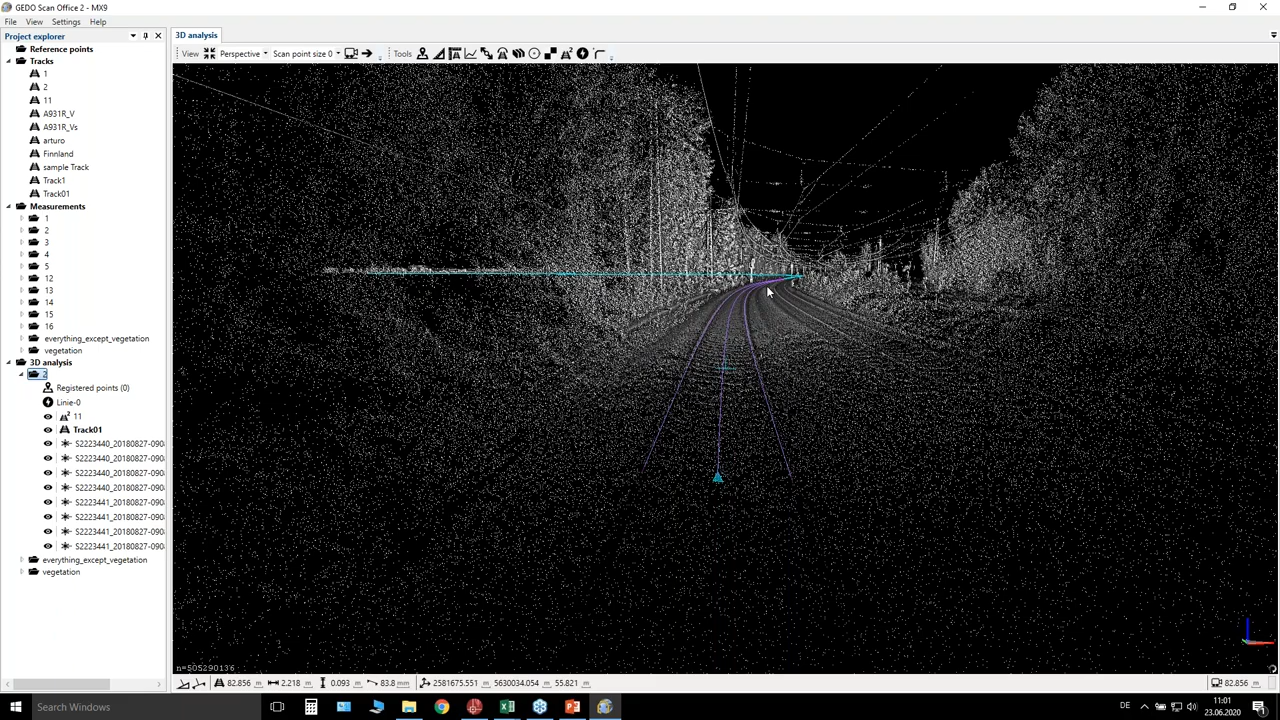 GEDO Scan Office 2 - MX9
File View Settings Help
Project explorer
3D analysis
View Perspective Scan point size 0 Tools
Reference points
Tracks
1
2
11
A931R_V
A931R_Vs
arturo
Finnland
sample Track
Track1
Track01
Measurements
1
2
3
4
5
12
13
14
15
16
everything_except_vegetation
vegetation
3D analysis
2
Registered points (0)
Linie-0
11
Track01
S2223440_20180827-090
S2223440_20180827-090
S2223440_20180827-090
S2223440_20180827-090
S2223441_20180827-090
S2223441_20180827-090
S2223441_20180827-090
S2223441_20180827-090
everything_except_vegetation
vegetation
n=505290136
82.856 m 2.218 m 0.093 m 83.8 mm 2581675.551 m 5630034.054 m 55.821 m 82.856 m
Search Windows
DE 11:01
23.06.2020